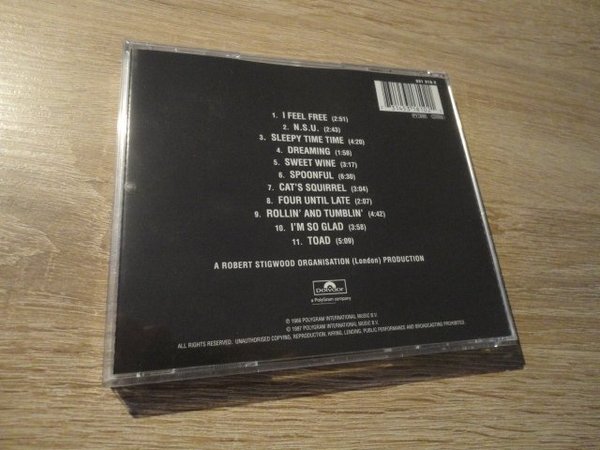 1. I FEEL FREE (2:51)
2. N.S.U. (2:43)
3. SLEEPY TIME TIME (4:20)
4. DREAMING (1:58)
5. SWEET WINE (3:17)
6. SPOONFUL (6:30)
7. CAT'S SQUIRREL (3:04)
8. FOUR UNTIL LATE (2:07)
9. ROLLIN' AND TUMBLIN' (4:42)
10. I'M SO GLAD (3:58)
11. TOAD (5:09)
A ROBERT STIGWOOD ORGANISATION (London) PRODUCTION
Polydor
a PolyGram company
℗ 1966 POLYGRAM INTERNATIONAL MUSIC B.V.
© 1987 POLYGRAM INTERNATIONAL MUSIC B.V.
ALL RIGHTS RESERVED. UNAUTHORISED COPYING, REPRODUCTION, HIRING, LENDING, PUBLIC PERFORMANCE AND BROADCASTING PROHIBITED.